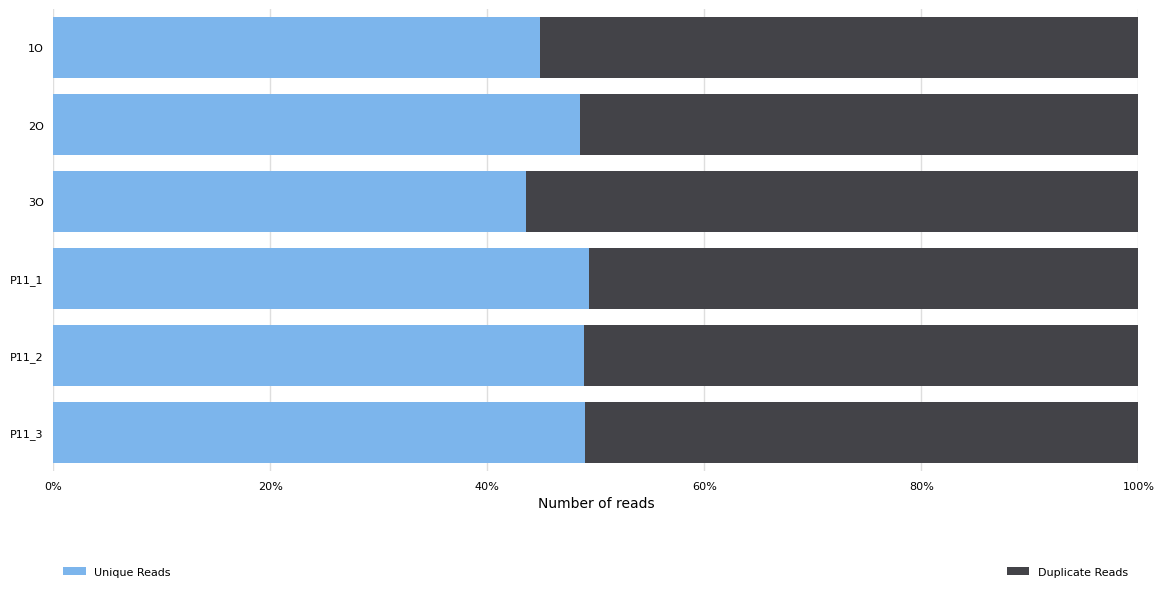 1O
2O
3O
P11_1
P11_2
P11_3
0% 20% 40% 60% 80% 100%
Number of reads
Unique Reads Duplicate Reads